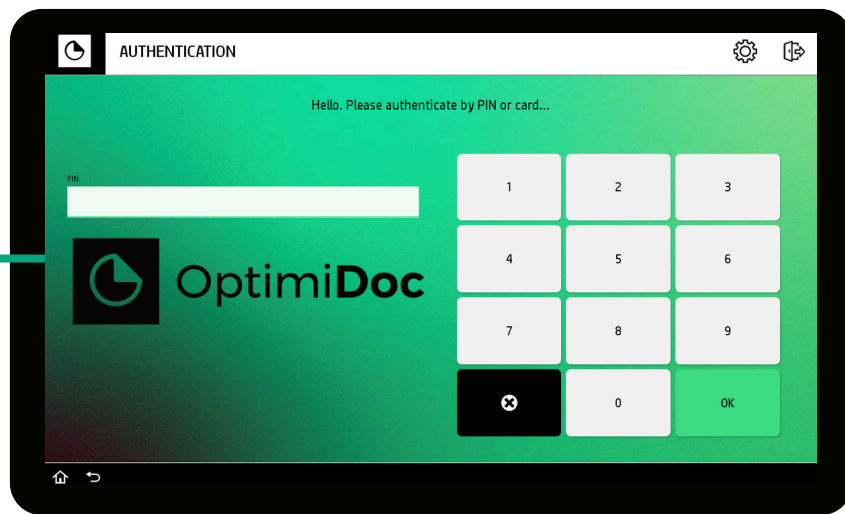 AUTHENTICATION
Hello. Please authenticate by PIN or card...
PIN:
OptimiDoc
1 2 3
4 5 6
7 8 9
0 OK